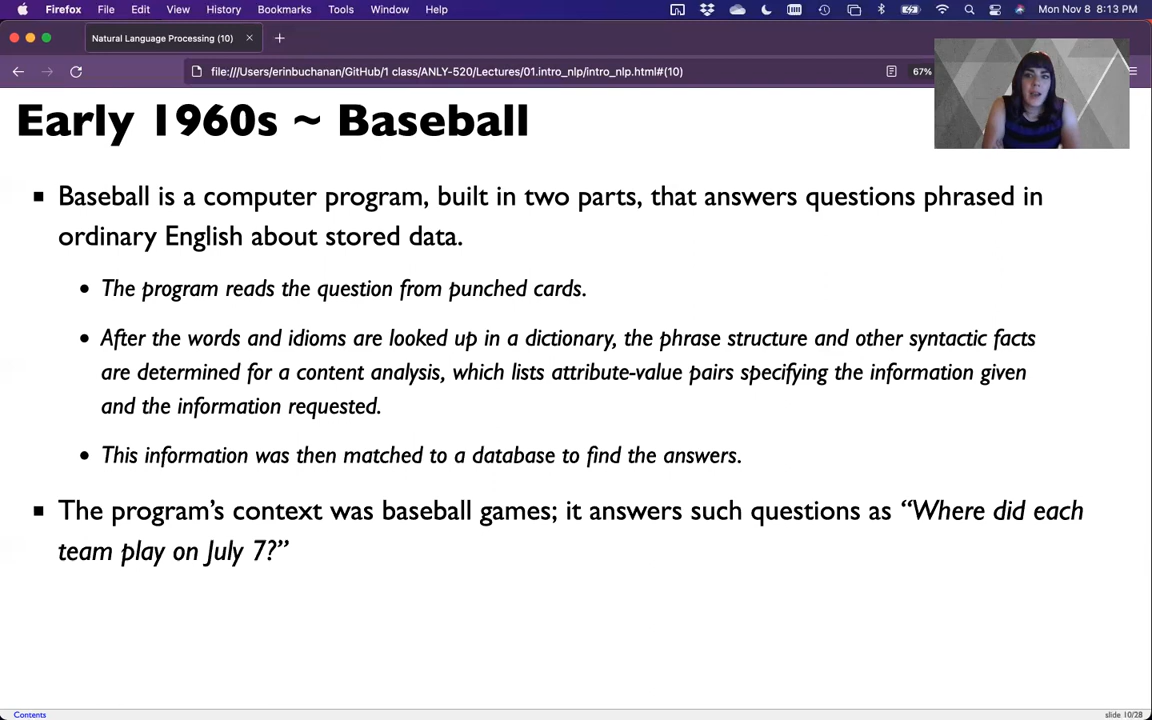 Firefox File Edit View History Bookmarks Tools Window Help Mon Nov 8 8:13 PM
Natural Language Processing (10)
file:///Users/erinbuchanan/GitHub/1 class/ANLY-520/Lectures/01.intro_nlp/intro_nlp.html#(10) 67%
Early 1960s ~ Baseball
Baseball is a computer program, built in two parts, that answers questions phrased in
ordinary English about stored data.
The program reads the question from punched cards.
After the words and idioms are looked up in a dictionary, the phrase structure and other syntactic facts
are determined for a content analysis, which lists attribute-value pairs specifying the information given
and the information requested.
This information was then matched to a database to find the answers.
The program’s context was baseball games; it answers such questions as “Where did each
team play on July 7?”
Contents slide 10/28